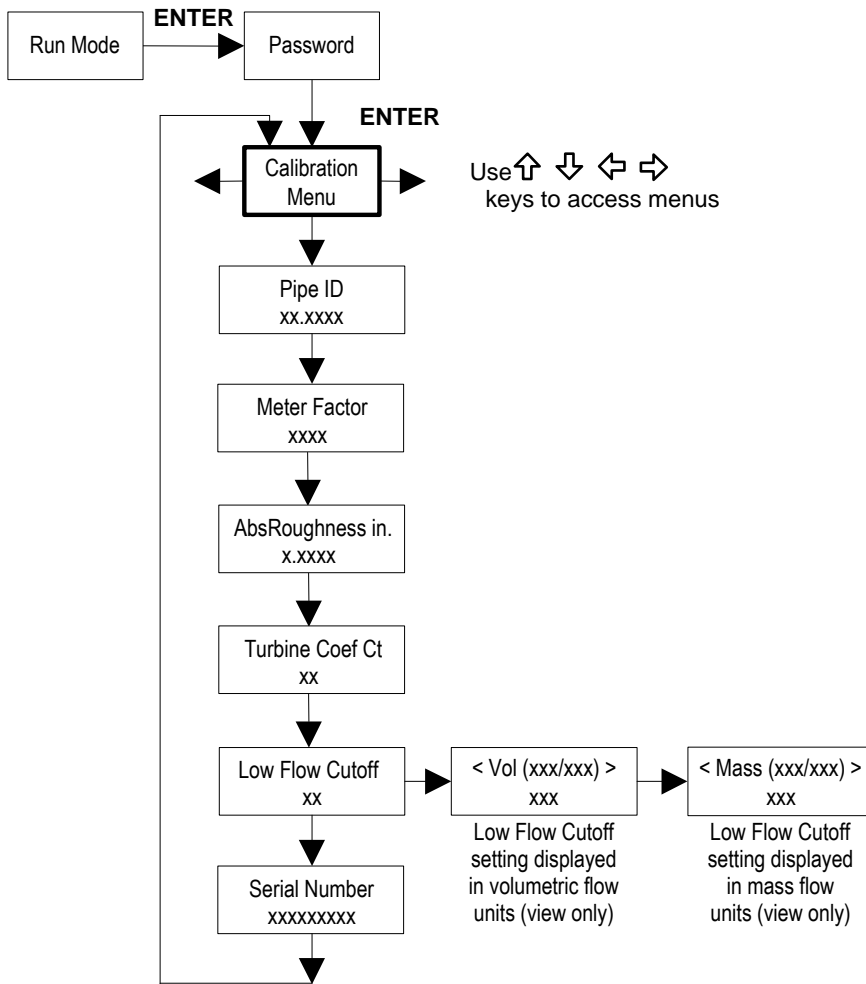 ENTER
Run Mode
Password
ENTER
Calibration
Menu
Use
keys to access menus
Pipe ID
xx.xxxx
Meter Factor
xxxx
AbsRoughness in.
x.xxxx
Turbine Coef Ct
xx
Low Flow Cutoff
xx
< Vol (xxx/xxx) >
xxx
< Mass (xxx/xxx) >
xxx
Low Flow Cutoff
setting displayed
in volumetric flow
units (view only)
Low Flow Cutoff
setting displayed
in mass flow
units (view only)
Serial Number
xxxxxxxxx